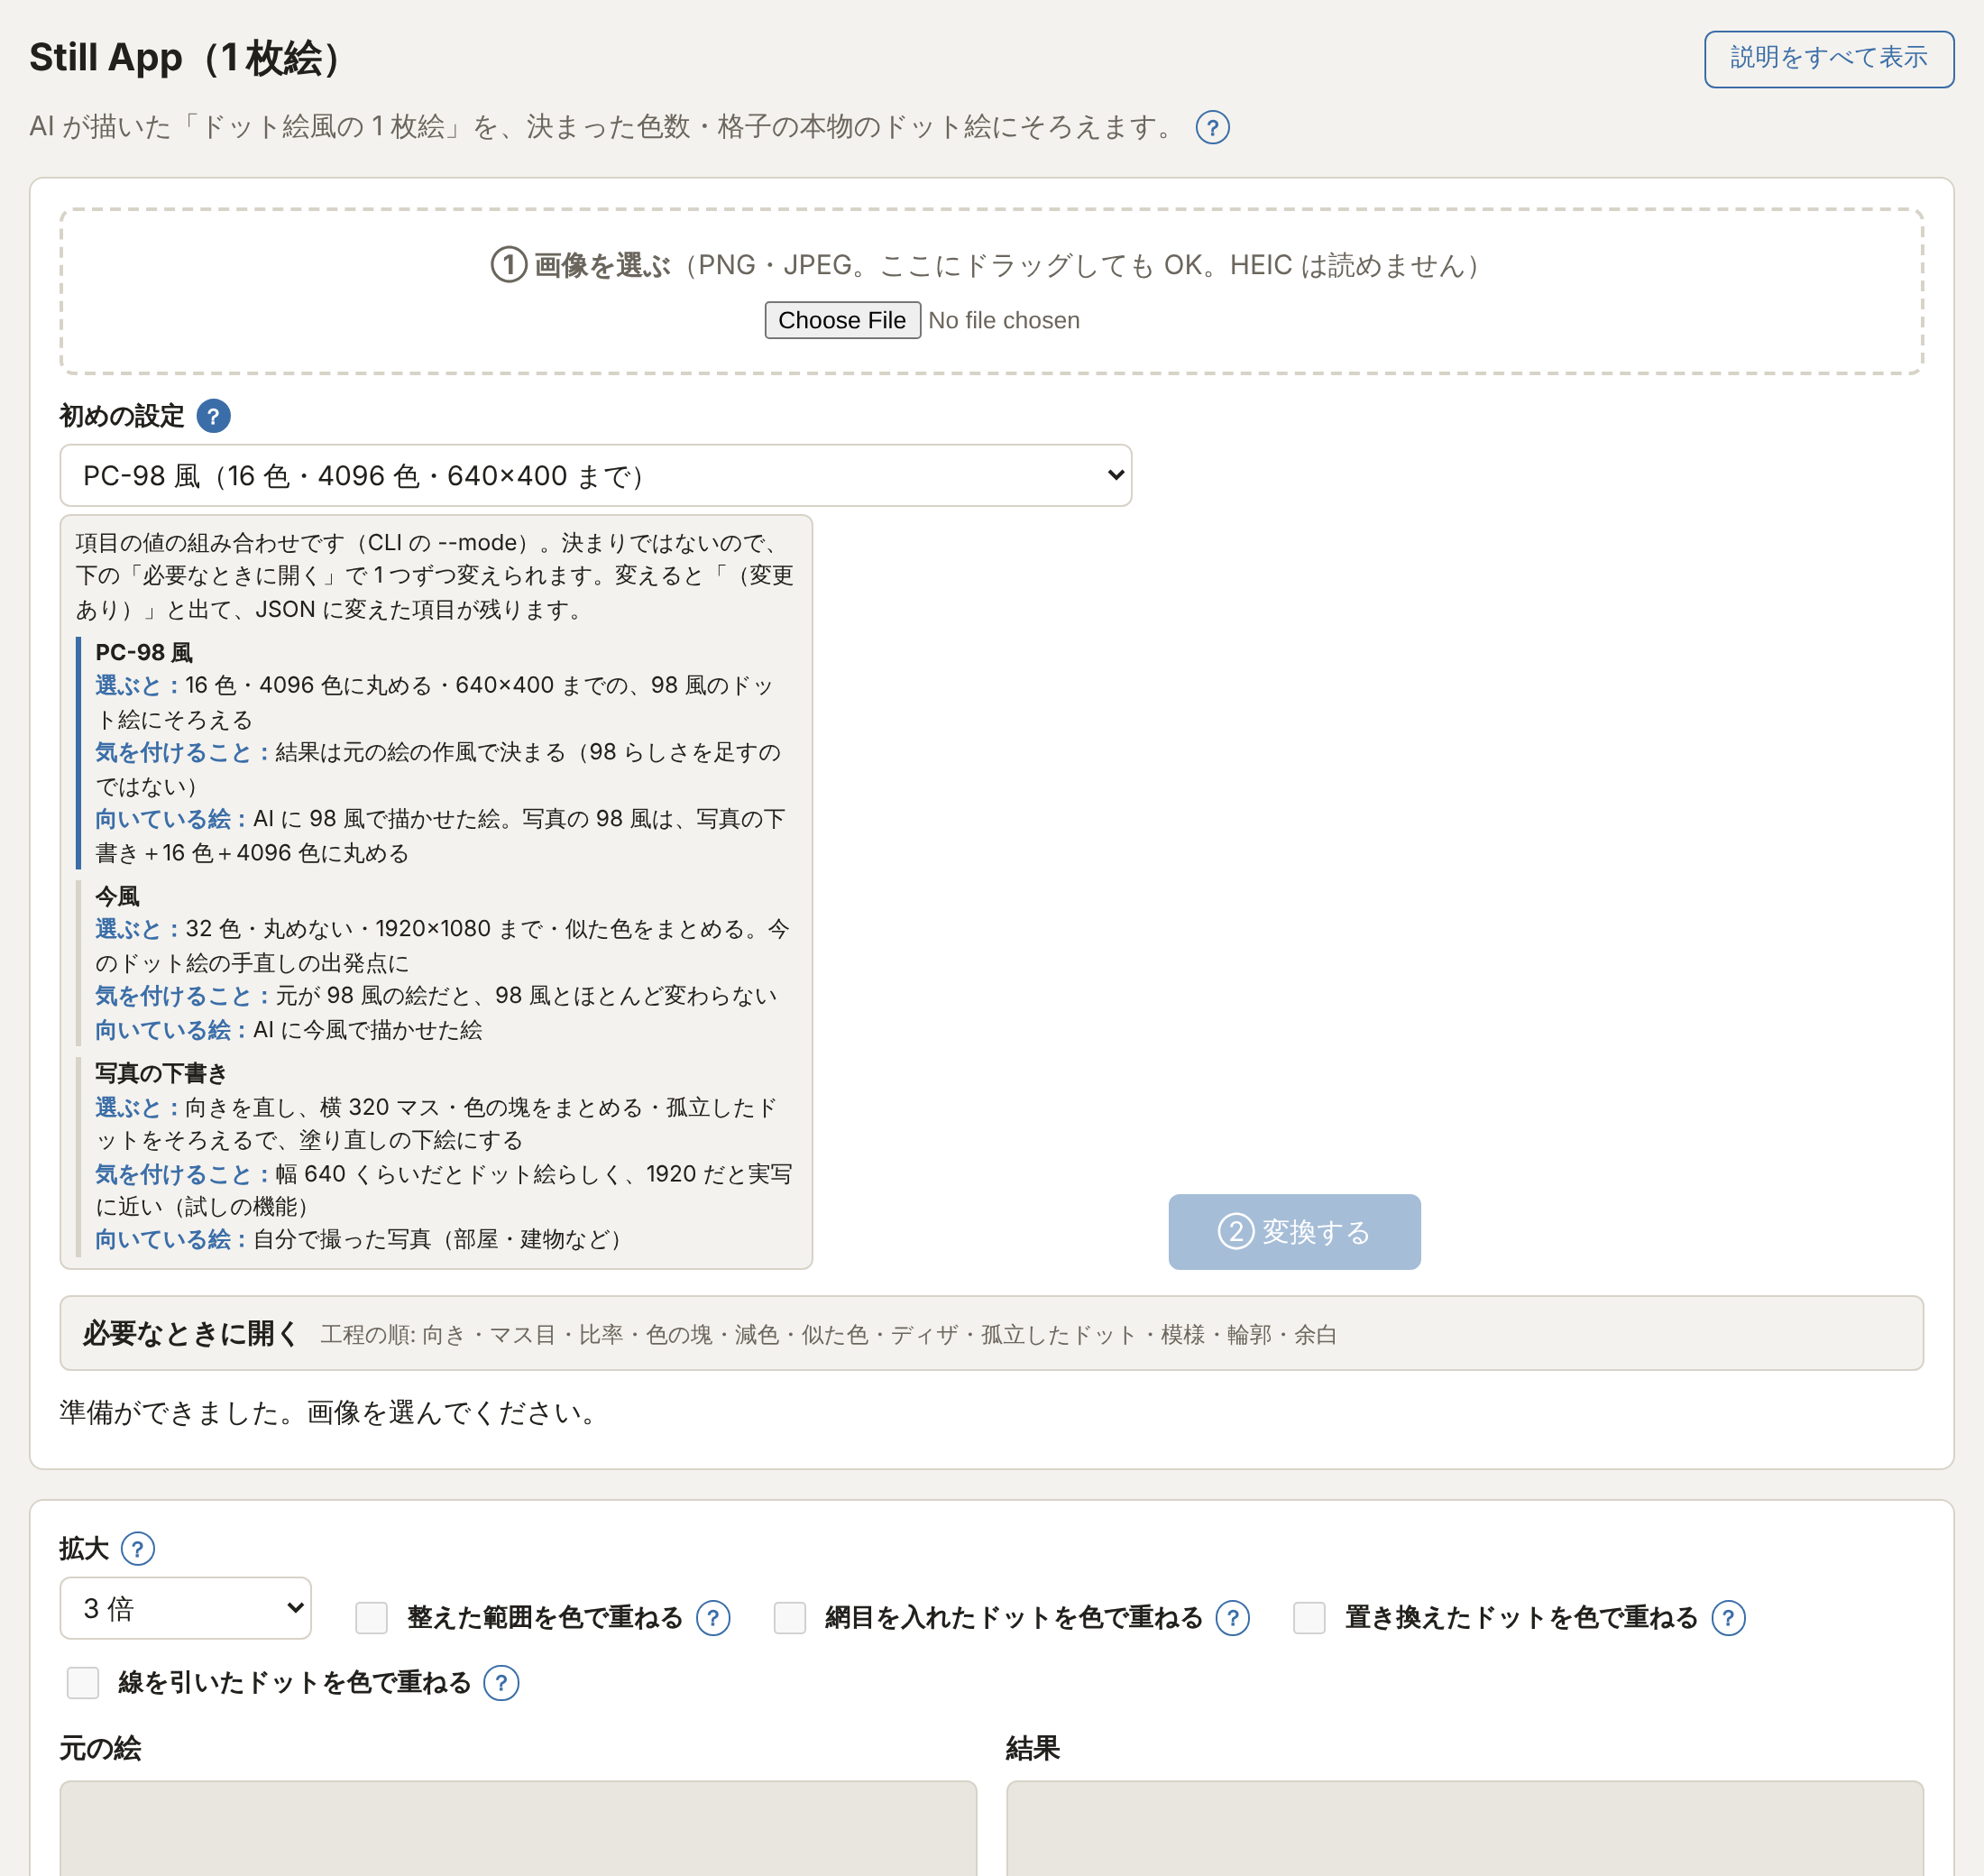 Still App（1 枚絵）
説明をすべて表示
AI が描いた「ドット絵風の 1 枚絵」を、決まった色数・格子の本物のドット絵にそろえます。 ?
① 画像を選ぶ（PNG・JPEG。ここにドラッグしても OK。HEIC は読めません）
Choose File No file chosen
初めの設定 ?
PC-98 風（16 色・4096 色・640×400 まで）
項目の値の組み合わせです（CLI の --mode）。決まりではないので、
下の「必要なときに開く」で 1 つずつ変えられます。変えると「（変更
あり）」と出て、JSON に変えた項目が残ります。
PC-98 風
選ぶと：16 色・4096 色に丸める・640×400 までの、98 風のドッ
ト絵にそろえる
気を付けること：結果は元の絵の作風で決まる（98 らしさを足すの
ではない）
向いている絵：AI に 98 風で描かせた絵。写真の 98 風は、写真の下
書き＋16 色＋4096 色に丸める
今風
選ぶと：32 色・丸めない・1920×1080 まで・似た色をまとめる。今
のドット絵の手直しの出発点に
気を付けること：元が 98 風の絵だと、98 風とほとんど変わらない
向いている絵：AI に今風で描かせた絵
写真の下書き
選ぶと：向きを直し、横 320 マス・色の塊をまとめる・孤立したド
ットをそろえるで、塗り直しの下絵にする
気を付けること：幅 640 くらいだとドット絵らしく、1920 だと実写
に近い（試しの機能）
向いている絵：自分で撮った写真（部屋・建物など）
② 変換する
必要なときに開く 工程の順: 向き・マス目・比率・色の塊・減色・似た色・ディザ・孤立したドット・模様・輪郭・余白
準備ができました。画像を選んでください。
拡大 ?
3 倍
整えた範囲を色で重ねる ?
網目を入れたドットを色で重ねる ?
置き換えたドットを色で重ねる ?
線を引いたドットを色で重ねる ?
元の絵
結果